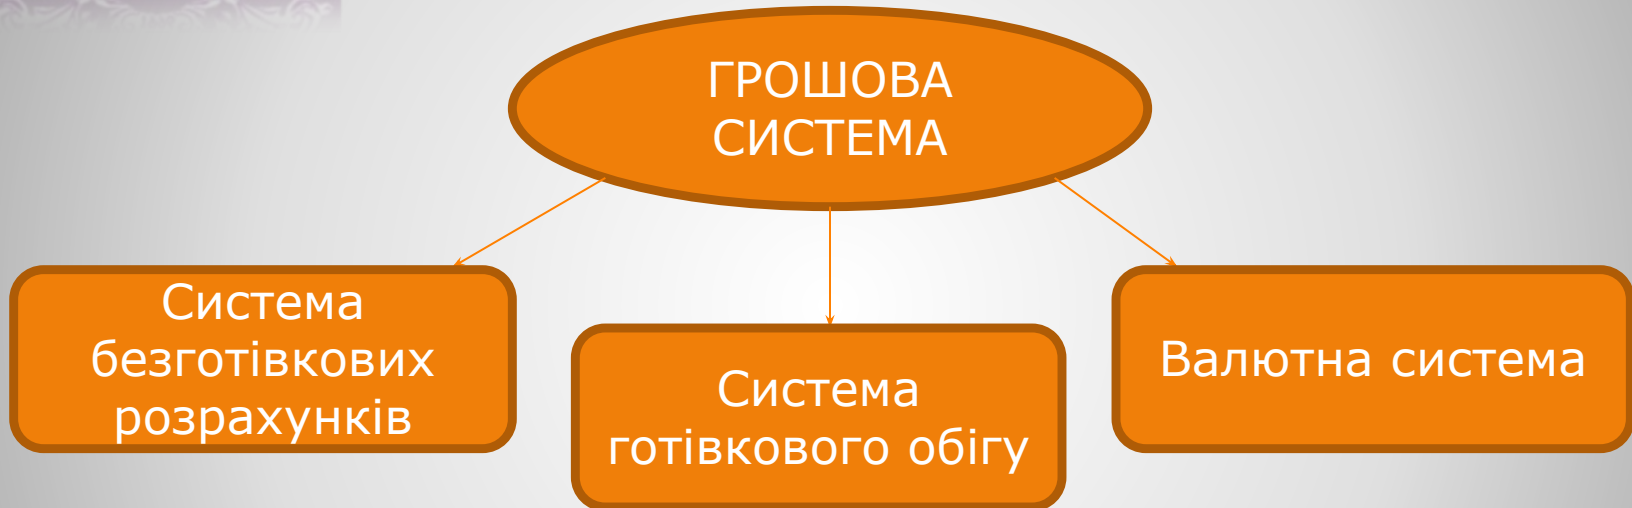 ГРОШОВА
СИСТЕМА
Система
безготівкових
розрахунків
Система
готівкового обігу
Валютна система